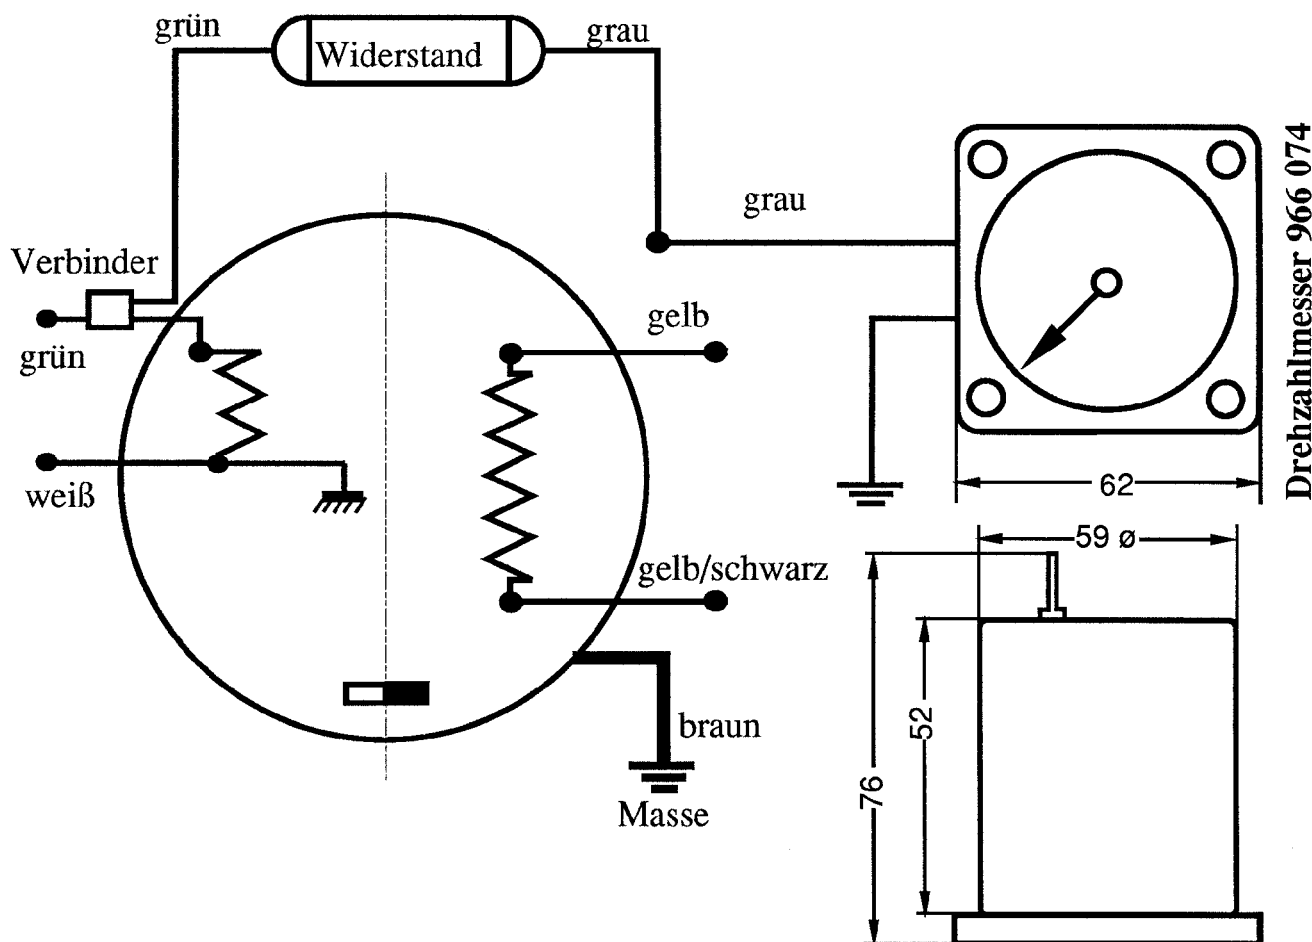 grün
Widerstand
grau
grau
Verbinder
grün
gelb
weiß
gelb/schwarz
braun
Masse
Drehzahlmesser 966 074
62
59 ø
52
76